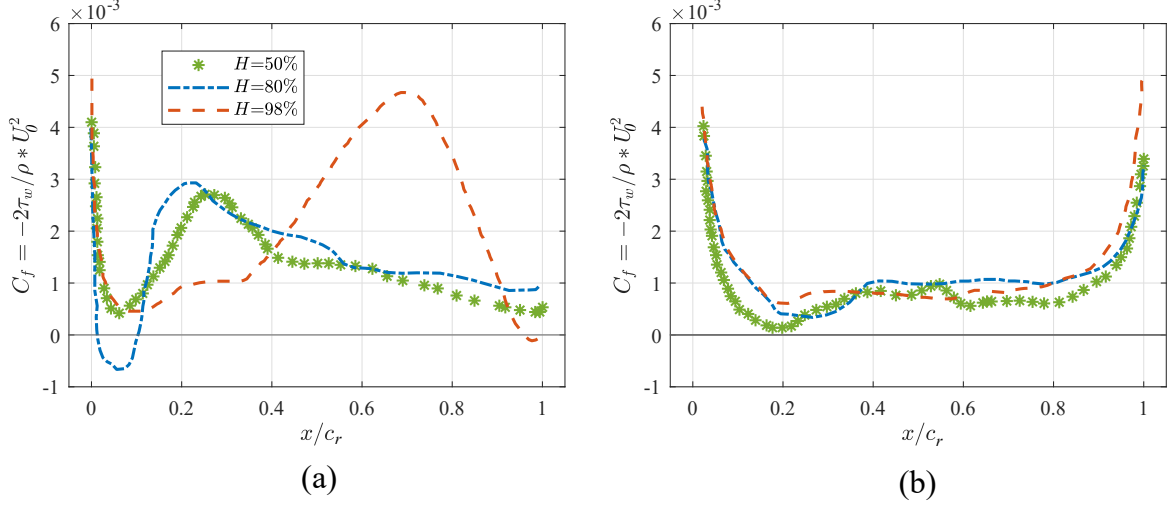 ×10⁻³
6
5
4
3
2
1
0
-1
C_f = −2τ_w/ρ * U_0^2
H=50%
H=80%
H=98%
0 0.2 0.4 0.6 0.8 1
x/c_r
(a)
×10⁻³
6
5
4
3
2
1
0
-1
C_f = −2τ_w/ρ * U_0^2
0 0.2 0.4 0.6 0.8 1
x/c_r
(b)